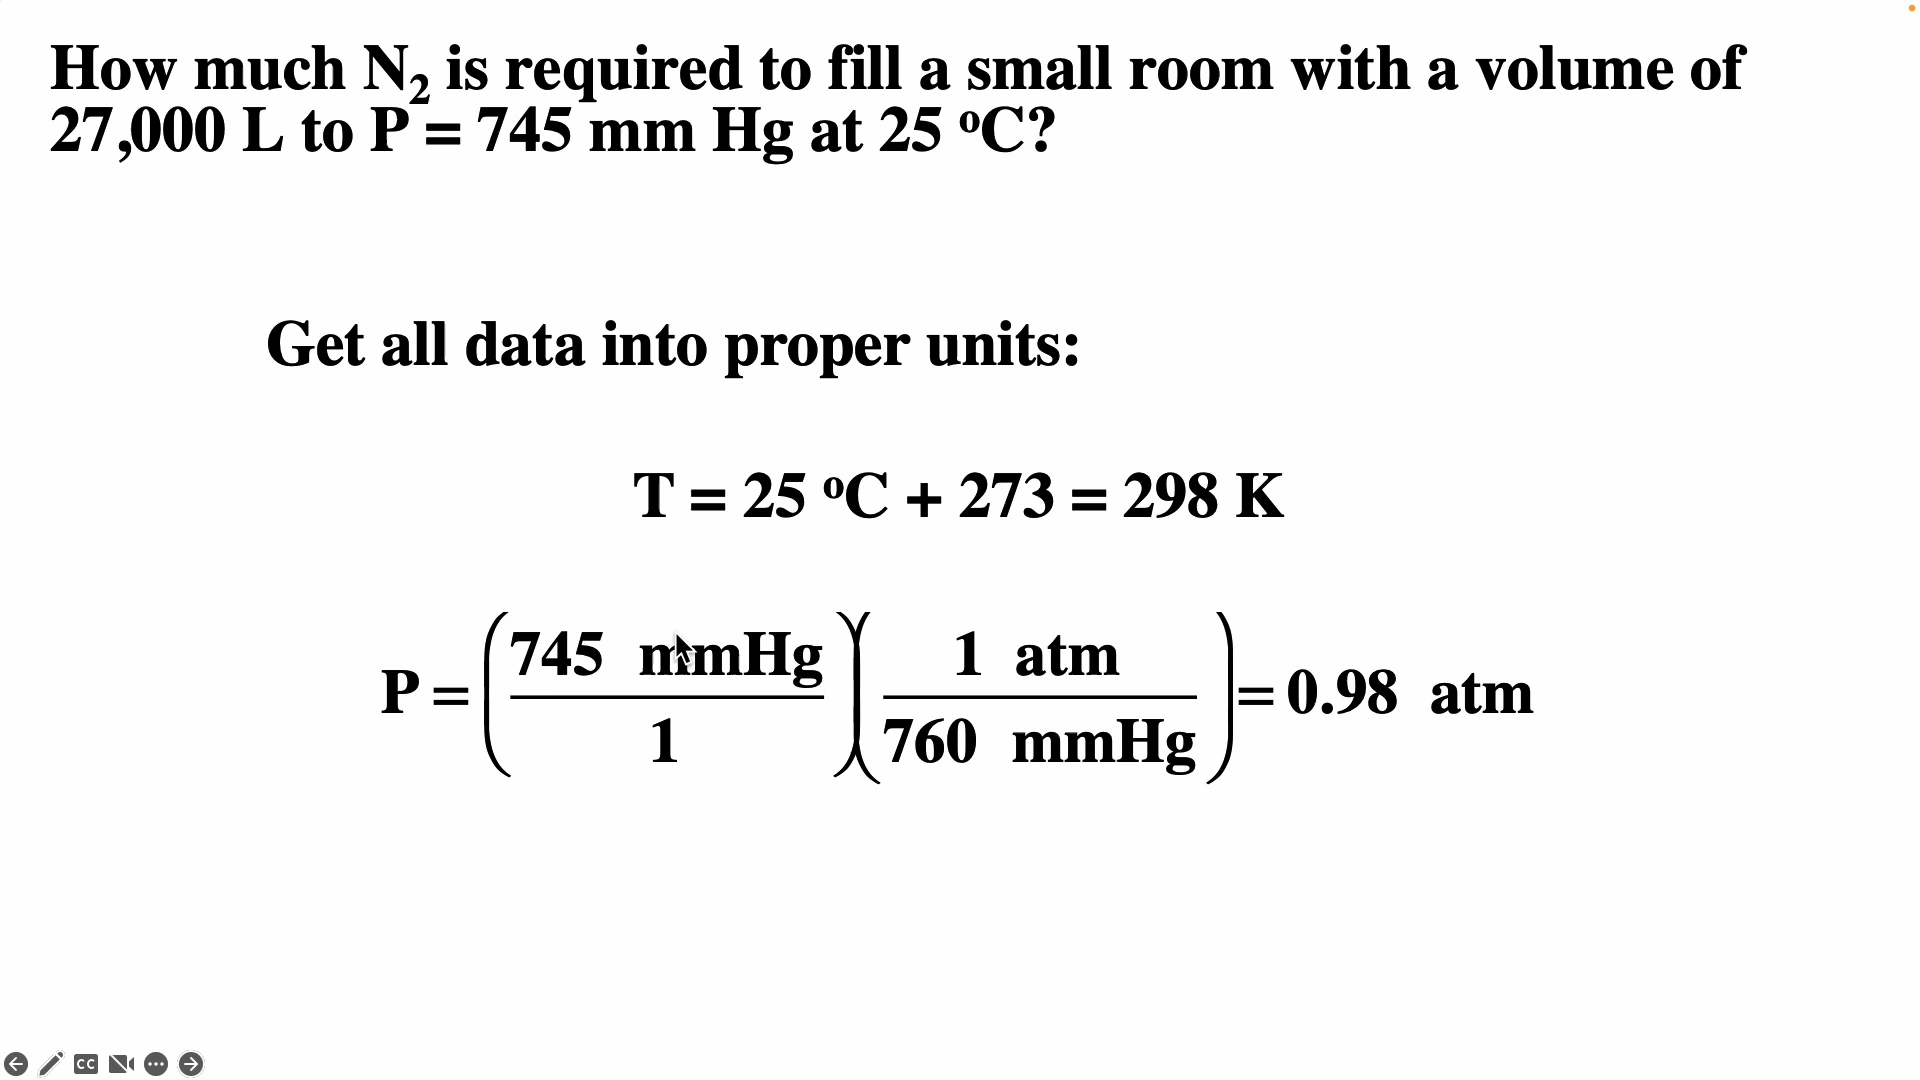 How much N₂ is required to fill a small room with a volume of
27,000 L to P = 745 mm Hg at 25 ºC?
Get all data into proper units:
T = 25 ºC + 273 = 298 K
P = (745 mmHg / 1)(1 atm / 760 mmHg) = 0.98 atm
CC